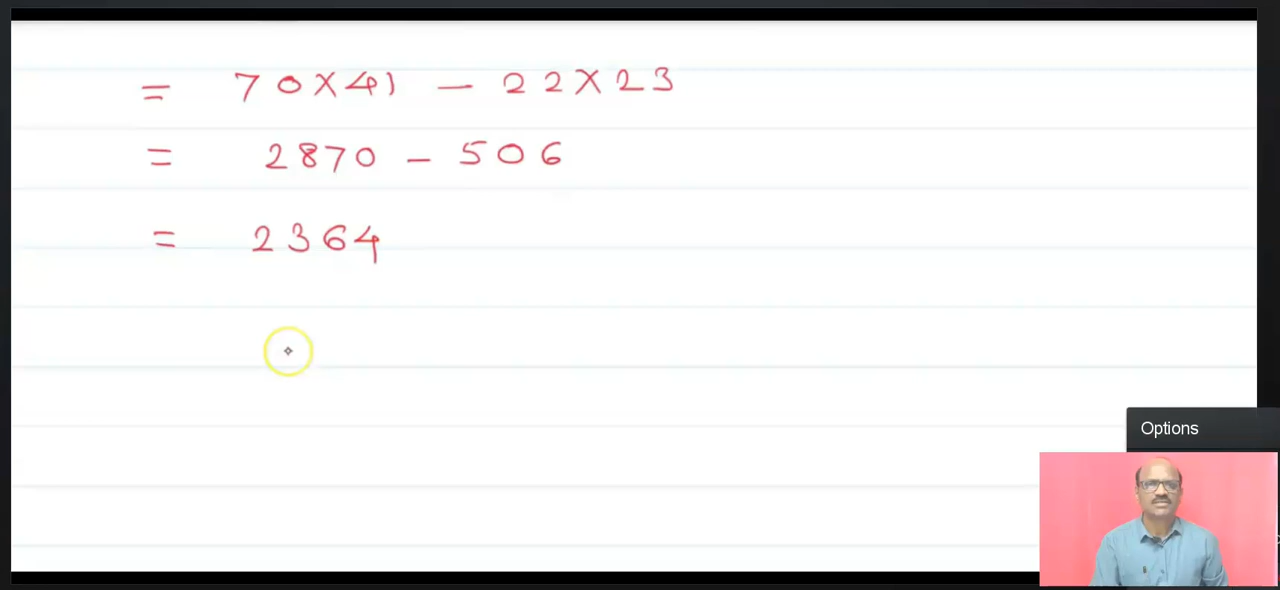 = 70×41 – 22×23
= 2870 – 506
= 2364
Options